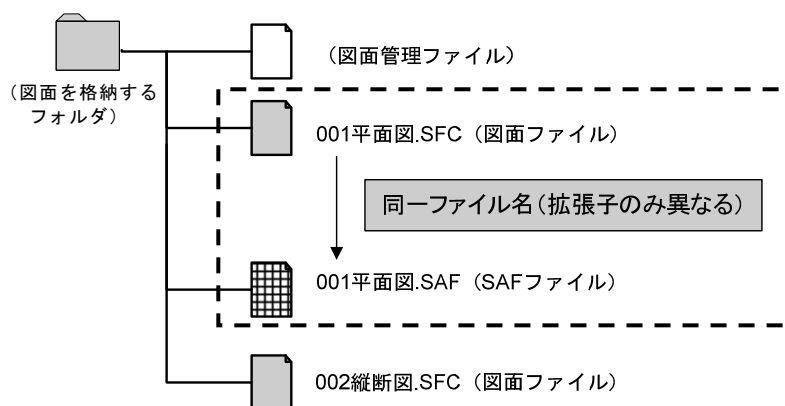 （図面管理ファイル）
（図面を格納する
フォルダ）
001平面図.SFC（図面ファイル）
同一ファイル名（拡張子のみ異なる）
001平面図.SAF（SAFファイル）
002縦断図.SFC（図面ファイル）